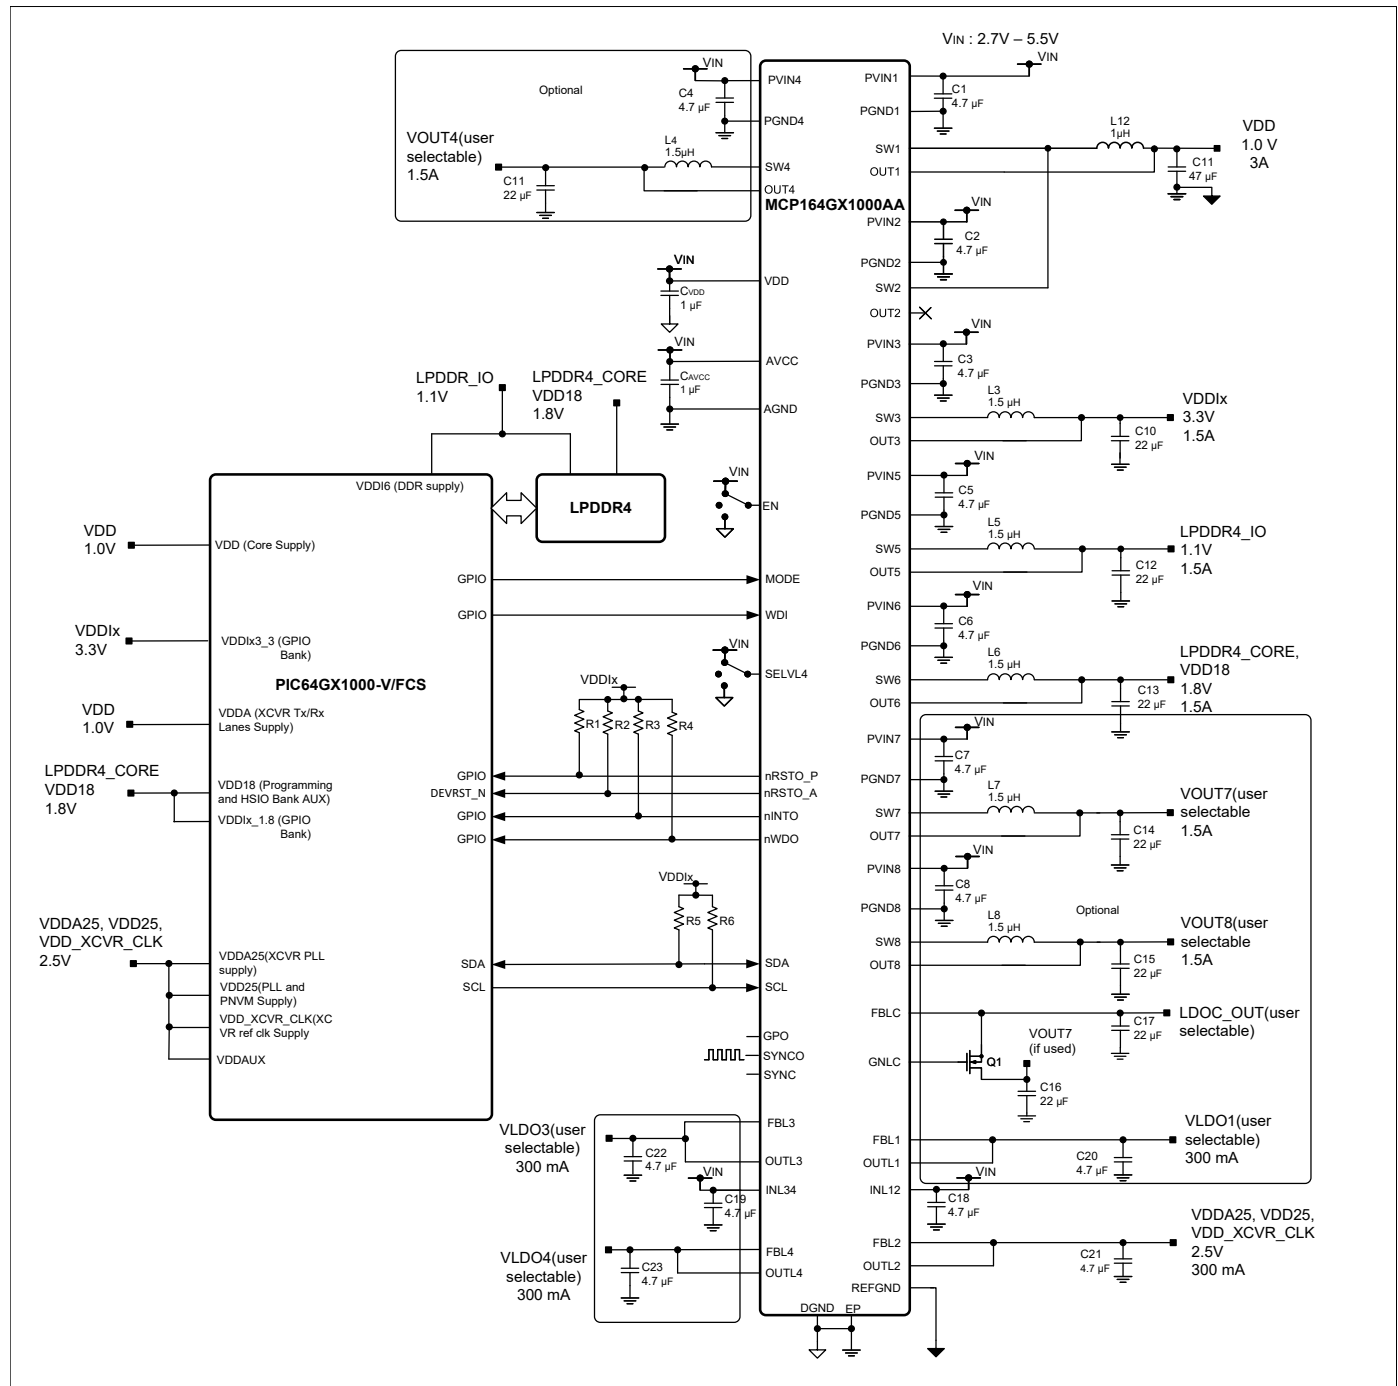 VIN : 2.7V – 5.5V
VIN
VIN
Optional
C4
4.7 µF
PVIN4
PGND4
VOUT4(user
selectable)
1.5A
L4
1.5µH
SW4
C11
22 µF
OUT4
MCP164GX1000AA
PVIN1
C1
4.7 µF
PGND1
L12
1µH
VDD
1.0 V
3A
SW1
OUT1
C11
47 µF
VIN
PVIN2
C2
4.7 µF
PGND2
SW2
OUT2
VIN
CVDD
1 µF
VDD
VIN
PVIN3
C3
4.7 µF
PGND3
VIN
CAVCC
1 µF
AVCC
AGND
L3
1.5 µH
SW3
OUT3
C10
22 µF
VDDIx
3.3V
1.5A
LPDDR_IO
1.1V
LPDDR4_CORE
VDD18
1.8V
VDDI6 (DDR supply)
LPDDR4
VIN
EN
VIN
PVIN5
C5
4.7 µF
PGND5
L5
1.5 µH
SW5
OUT5
C12
22 µF
LPDDR4_IO
1.1V
1.5A
VDD
1.0V
VDD (Core Supply)
GPIO
MODE
GPIO
WDI
VIN
PVIN6
C6
4.7 µF
PGND6
VDDIx
3.3V
VDDIx3_3 (GPIO
Bank)
PIC64GX1000-V/FCS
VIN
SELVL4
L6
1.5 µH
SW6
OUT6
C13
22 µF
LPDDR4_CORE,
VDD18
1.8V
1.5A
VDD
1.0V
VDDA (XCVR Tx/Rx
Lanes Supply)
VDDIx
R1
R2
R3
R4
VIN
PVIN7
C7
4.7 µF
PGND7
LPDDR4_CORE
VDD18
1.8V
VDD18 (Programming
and HSIO Bank AUX)
VDDIx_1.8 (GPIO
Bank)
GPIO
DEVRST_N
GPIO
GPIO
nRSTO_P
nRSTO_A
nINTO
nWDO
L7
1.5 µH
SW7
OUT7
C14
22 µF
VOUT7(user
selectable
1.5A
VIN
PVIN8
C8
4.7 µF
PGND8
Optional
L8
1.5 µH
SW8
OUT8
C15
22 µF
VOUT8(user
selectable
1.5A
VDDIx
R5
R6
VDDA25, VDD25,
VDD_XCVR_CLK
2.5V
VDDA25(XCVR PLL
supply)
VDD25(PLL and
PNVM Supply)
VDD_XCVR_CLK(XC
VR ref clk Supply
VDDAUX
SDA
SCL
SDA
SCL
GPO
SYNCO
SYNC
FBLC
GNLC
Q1
VOUT7
(if used)
C16
22 µF
C17
22 µF
LDOC_OUT(user
selectable)
VLDO3(user
selectable)
300 mA
C22
4.7 µF
FBL3
OUTL3
VIN
C19
4.7 µF
INL34
VLDO4(user
selectable)
300 mA
C23
4.7 µF
FBL4
OUTL4
FBL1
OUTL1
C20
4.7 µF
VLDO1(user
selectable)
300 mA
VIN
INL12
C18
4.7 µF
FBL2
OUTL2
C21
4.7 µF
VDDA25, VDD25,
VDD_XCVR_CLK
2.5V
300 mA
REFGND
DGND
EP